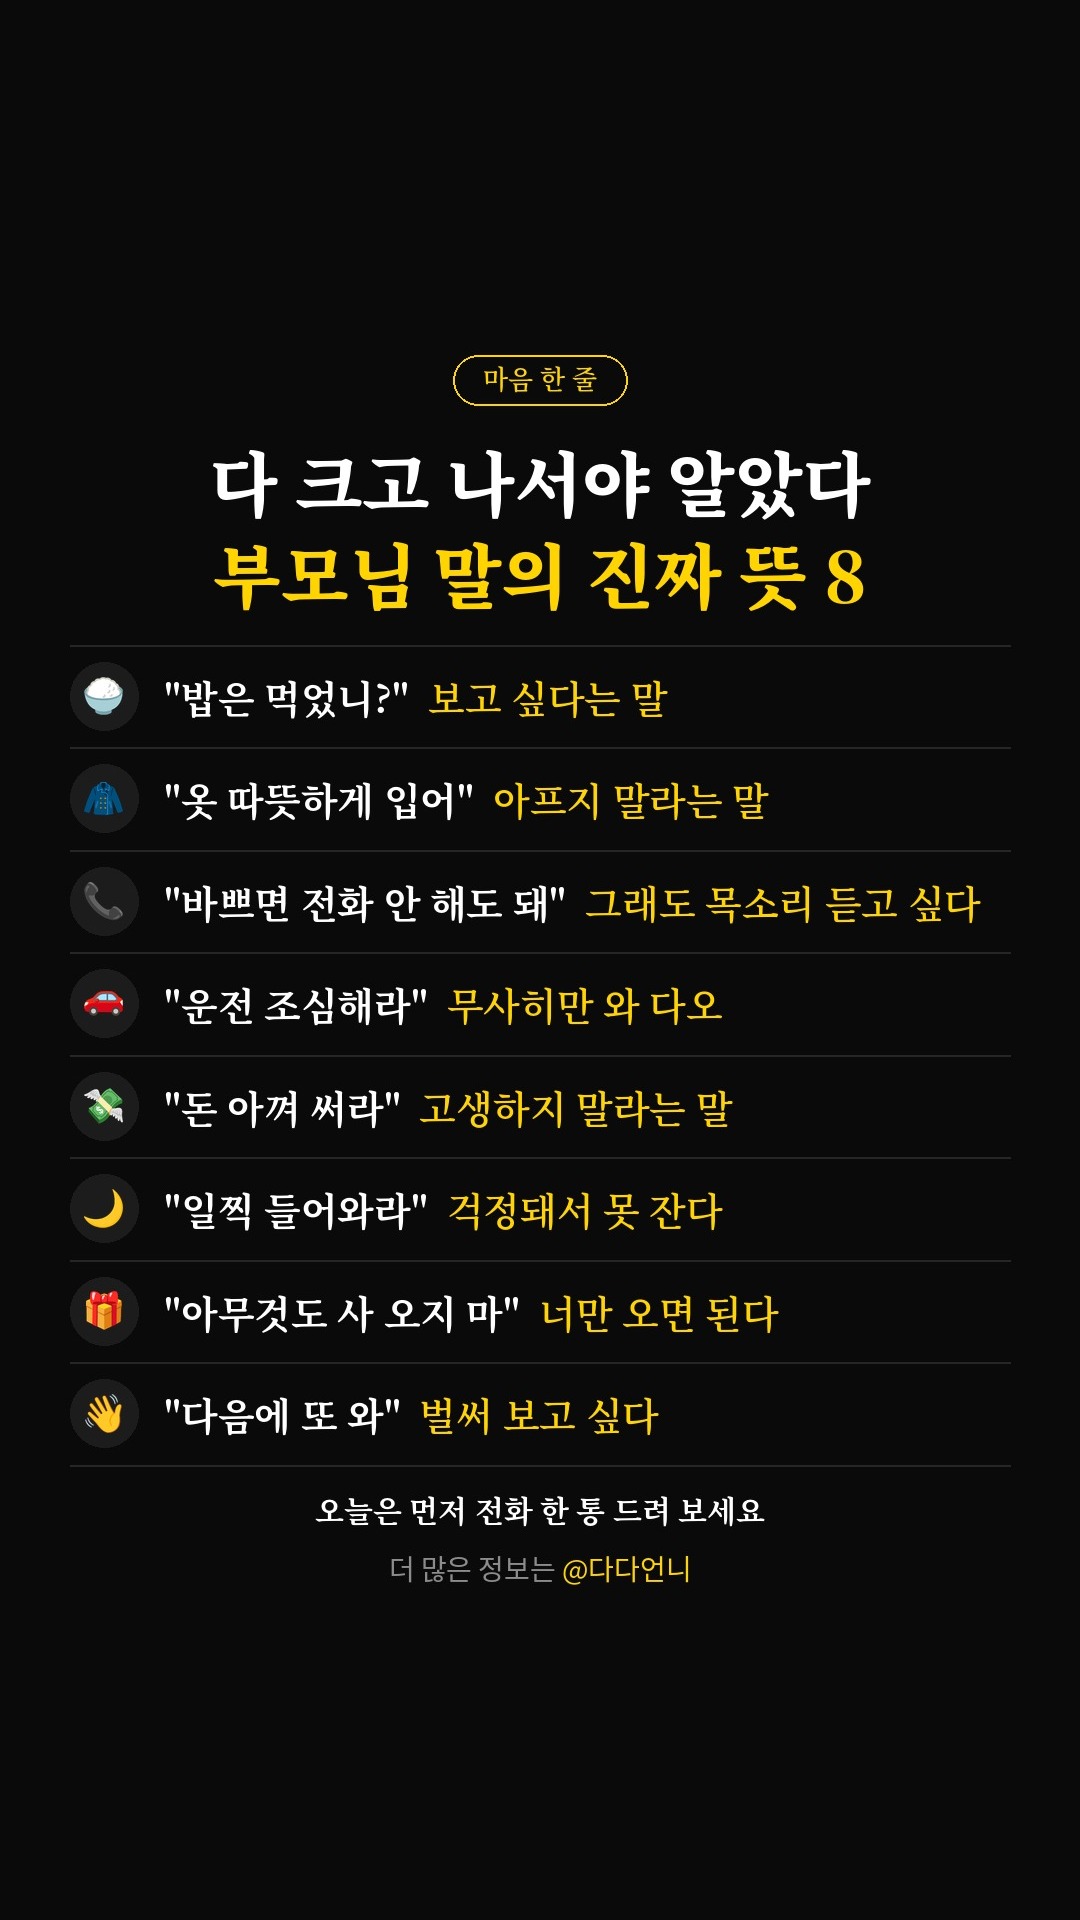 마음 한 줄
다 크고 나서야 알았다
부모님 말의 진짜 뜻 8
"밥은 먹었니?" 보고 싶다는 말
"옷 따뜻하게 입어" 아프지 말라는 말
"바쁘면 전화 안 해도 돼" 그래도 목소리 듣고 싶다
"운전 조심해라" 무사히만 와 다오
"돈 아껴 써라" 고생하지 말라는 말
"일찍 들어와라" 걱정돼서 못 잔다
"아무것도 사 오지 마" 너만 오면 된다
"다음에 또 와" 벌써 보고 싶다
오늘은 먼저 전화 한 통 드려 보세요
더 많은 정보는 @다다언니